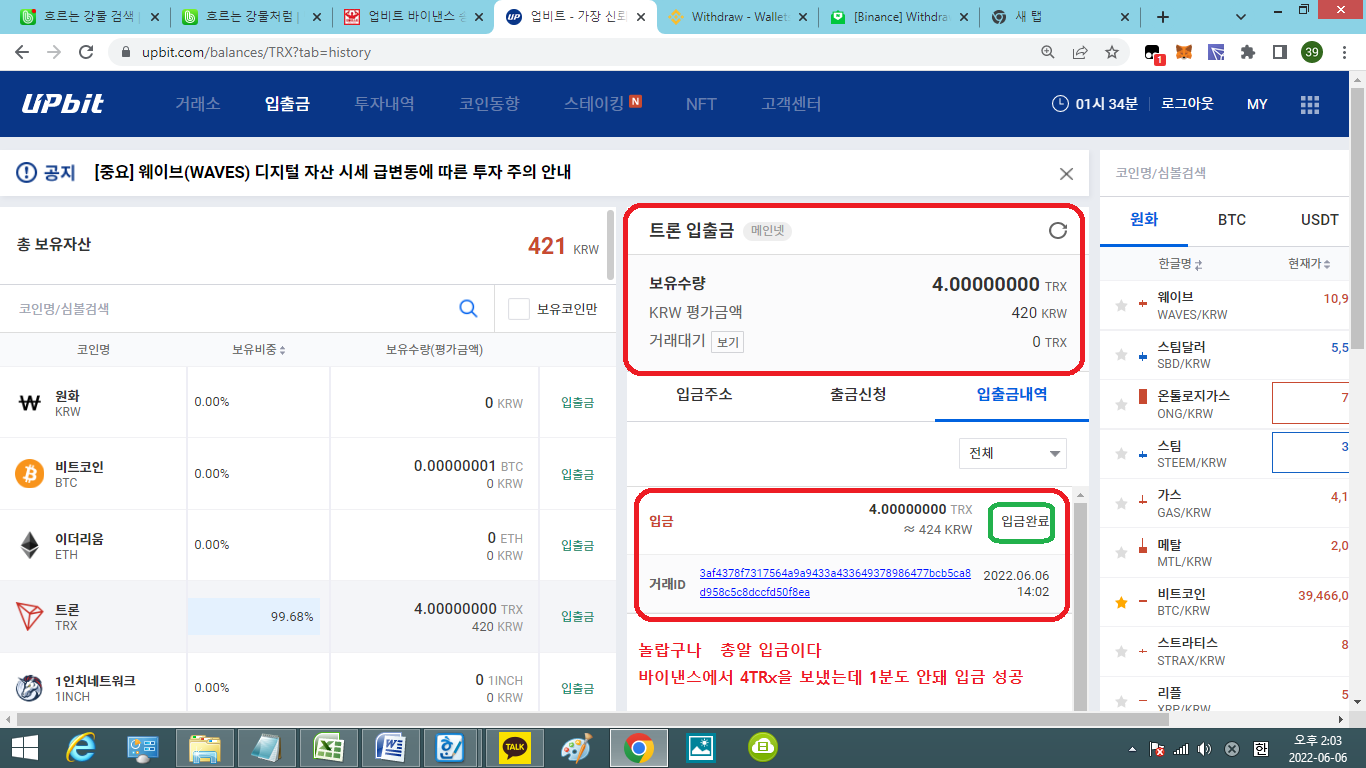 흐르는 강물 검색
흐르는 강물처럼
업비트 바이낸스
업비트 - 가장 신뢰
Withdraw - Wallet
[Binance] Withdra
새 탭
upbit.com/balances/TRX?tab=history
1
39
UPbit
거래소
입출금
투자내역
코인동향
스테이킹 N
NFT
고객센터
01시 34분
로그아웃
MY
공지
[중요] 웨이브(WAVES) 디지털 자산 시세 급변동에 따른 투자 주의 안내
총 보유자산
421 KRW
코인명/심볼검색
보유코인만
코인명
보유비중
보유수량(평가금액)
원화
KRW
0.00%
0 KRW
입출금
비트코인
BTC
0.00%
0.00000001 BTC
0 KRW
입출금
이더리움
ETH
0.00%
0 ETH
0 KRW
입출금
트론
TRX
99.68%
4.00000000 TRX
420 KRW
입출금
1인치네트워크
1INCH
0.00%
0 1INCH
0 KRW
입출금
트론 입출금 메인넷
보유수량
4.00000000 TRX
KRW 평가금액
420 KRW
거래대기 보기
0 TRX
입금주소
출금신청
입출금내역
전체
입금
4.00000000 TRX
≈ 424 KRW
입금완료
거래ID
3af4378f7317564a9a9433a433649378986477bcb5ca8
d958c5c8dccfd50f8ea
2022.06.06
14:02
놀랍구나 총알 입금이다
바이낸스에서 4TRx을 보냈는데 1분도 안돼 입금 성공
코인명/심볼검색
원화
BTC
USDT
한글명
현재가
웨이브
WAVES/KRW
10,9
스팀달러
SBD/KRW
5,5
온톨로지가스
ONG/KRW
7
스팀
STEEM/KRW
3
가스
GAS/KRW
4,1
메탈
MTL/KRW
2,0
비트코인
BTC/KRW
39,466,0
스트라티스
STRAX/KRW
8
리플
XRP/KRW
5
TALK
한
오후 2:03
2022-06-06